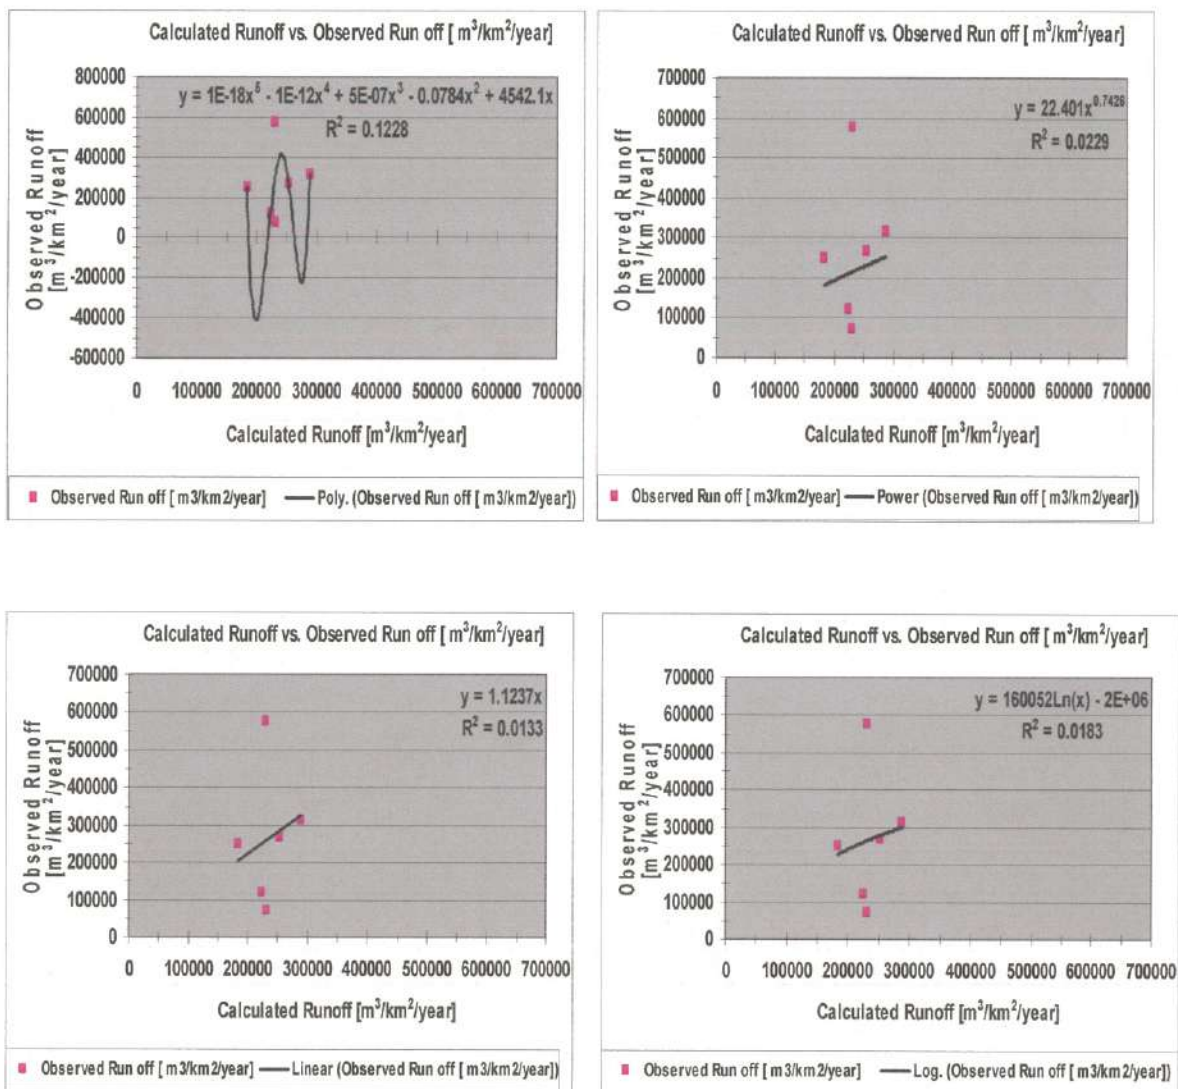 Calculated Runoff vs. Observed Run off [ m³/km²/year]
y = 1E-18x⁵ - 1E-12x⁴ + 5E-07x³ - 0.0784x² + 4542.1x
R² = 0.1228
Observed Runoff
[m³/km²/year]
800000
600000
400000
200000
0
-200000
-400000
-600000
0 100000 200000 300000 400000 500000 600000 700000
Calculated Runoff [m³/km²/year]
Observed Run off [ m3/km2/year] Poly. (Observed Run off [ m3/km2/year])
Calculated Runoff vs. Observed Run off [ m³/km²/year]
y = 22.401x⁰·⁷⁴²⁶
R² = 0.0229
Observed Runoff
[m³/km²/year]
700000
600000
500000
400000
300000
200000
100000
0
0 100000 200000 300000 400000 500000 600000 700000
Calculated Runoff [m³/km²/year]
Observed Run off [ m3/km2/year] Power (Observed Run off [ m3/km2/year])
Calculated Runoff vs. Observed Run off [ m³/km²/year]
y = 1.1237x
R² = 0.0133
Observed Runoff
[m³/km²/year]
700000
600000
500000
400000
300000
200000
100000
0
0 100000 200000 300000 400000 500000 600000 700000
Calculated Runoff [m³/km²/year]
Observed Run off [ m3/km2/year] Linear (Observed Run off [ m3/km2/year])
Calculated Runoff vs. Observed Run off [ m³/km²/year]
y = 160052Ln(x) - 2E+06
R² = 0.0183
Observed Runoff
[m³/km²/year]
700000
600000
500000
400000
300000
200000
100000
0
0 100000 200000 300000 400000 500000 600000 700000
Calculated Runoff [m³/km²/year]
Observed Run off [ m3/km2/year] Log. (Observed Run off [ m3/km2/year])